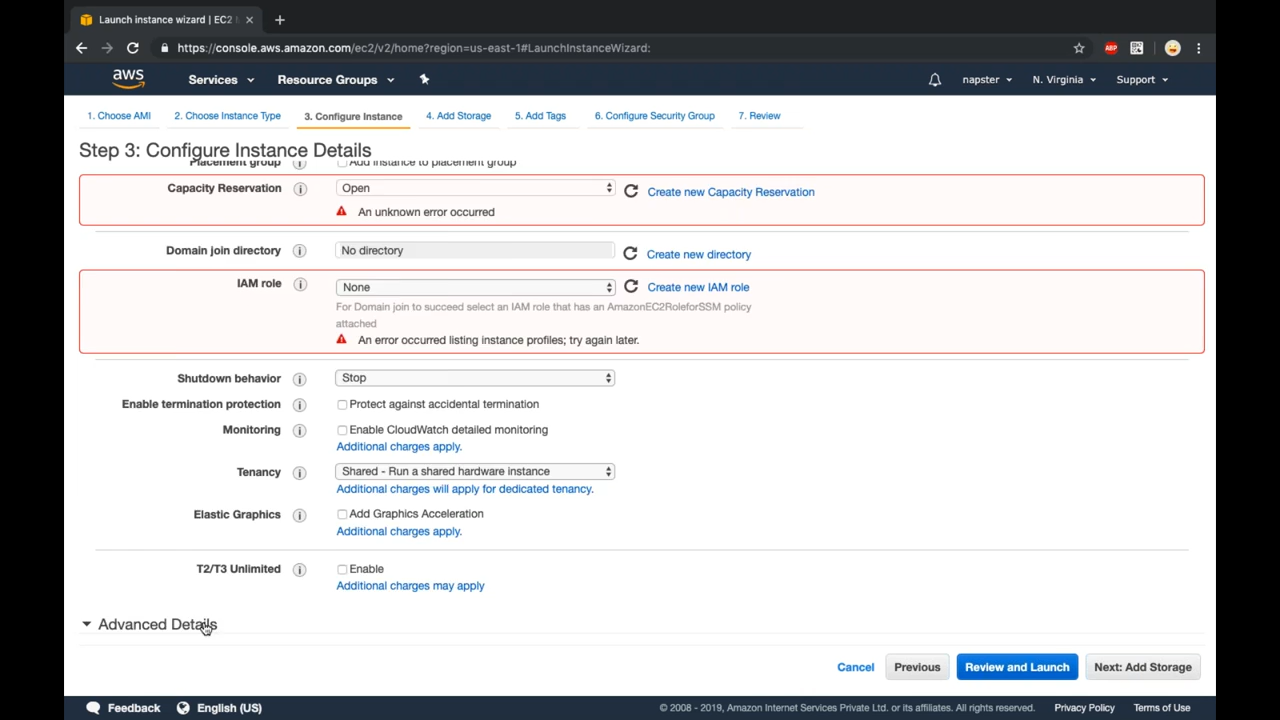 Launch instance wizard | EC2
https://console.aws.amazon.com/ec2/v2/home?region=us-east-1#LaunchInstanceWizard:
ABP
aws Services Resource Groups napster N. Virginia Support
1. Choose AMI 2. Choose Instance Type 3. Configure Instance 4. Add Storage 5. Add Tags 6. Configure Security Group 7. Review
Step 3: Configure Instance Details
Placement group Add instance to placement group
Capacity Reservation Open Create new Capacity Reservation
An unknown error occurred
Domain join directory No directory Create new directory
IAM role None Create new IAM role
For Domain join to succeed select an IAM role that has an AmazonEC2RoleforSSM policy
attached
An error occurred listing instance profiles; try again later.
Shutdown behavior Stop
Enable termination protection Protect against accidental termination
Monitoring Enable CloudWatch detailed monitoring
Additional charges apply.
Tenancy Shared - Run a shared hardware instance
Additional charges will apply for dedicated tenancy.
Elastic Graphics Add Graphics Acceleration
Additional charges apply.
T2/T3 Unlimited Enable
Additional charges may apply
Advanced Details
Cancel Previous Review and Launch Next: Add Storage
Feedback English (US) © 2008 - 2019, Amazon Internet Services Private Ltd. or its affiliates. All rights reserved. Privacy Policy Terms of Use